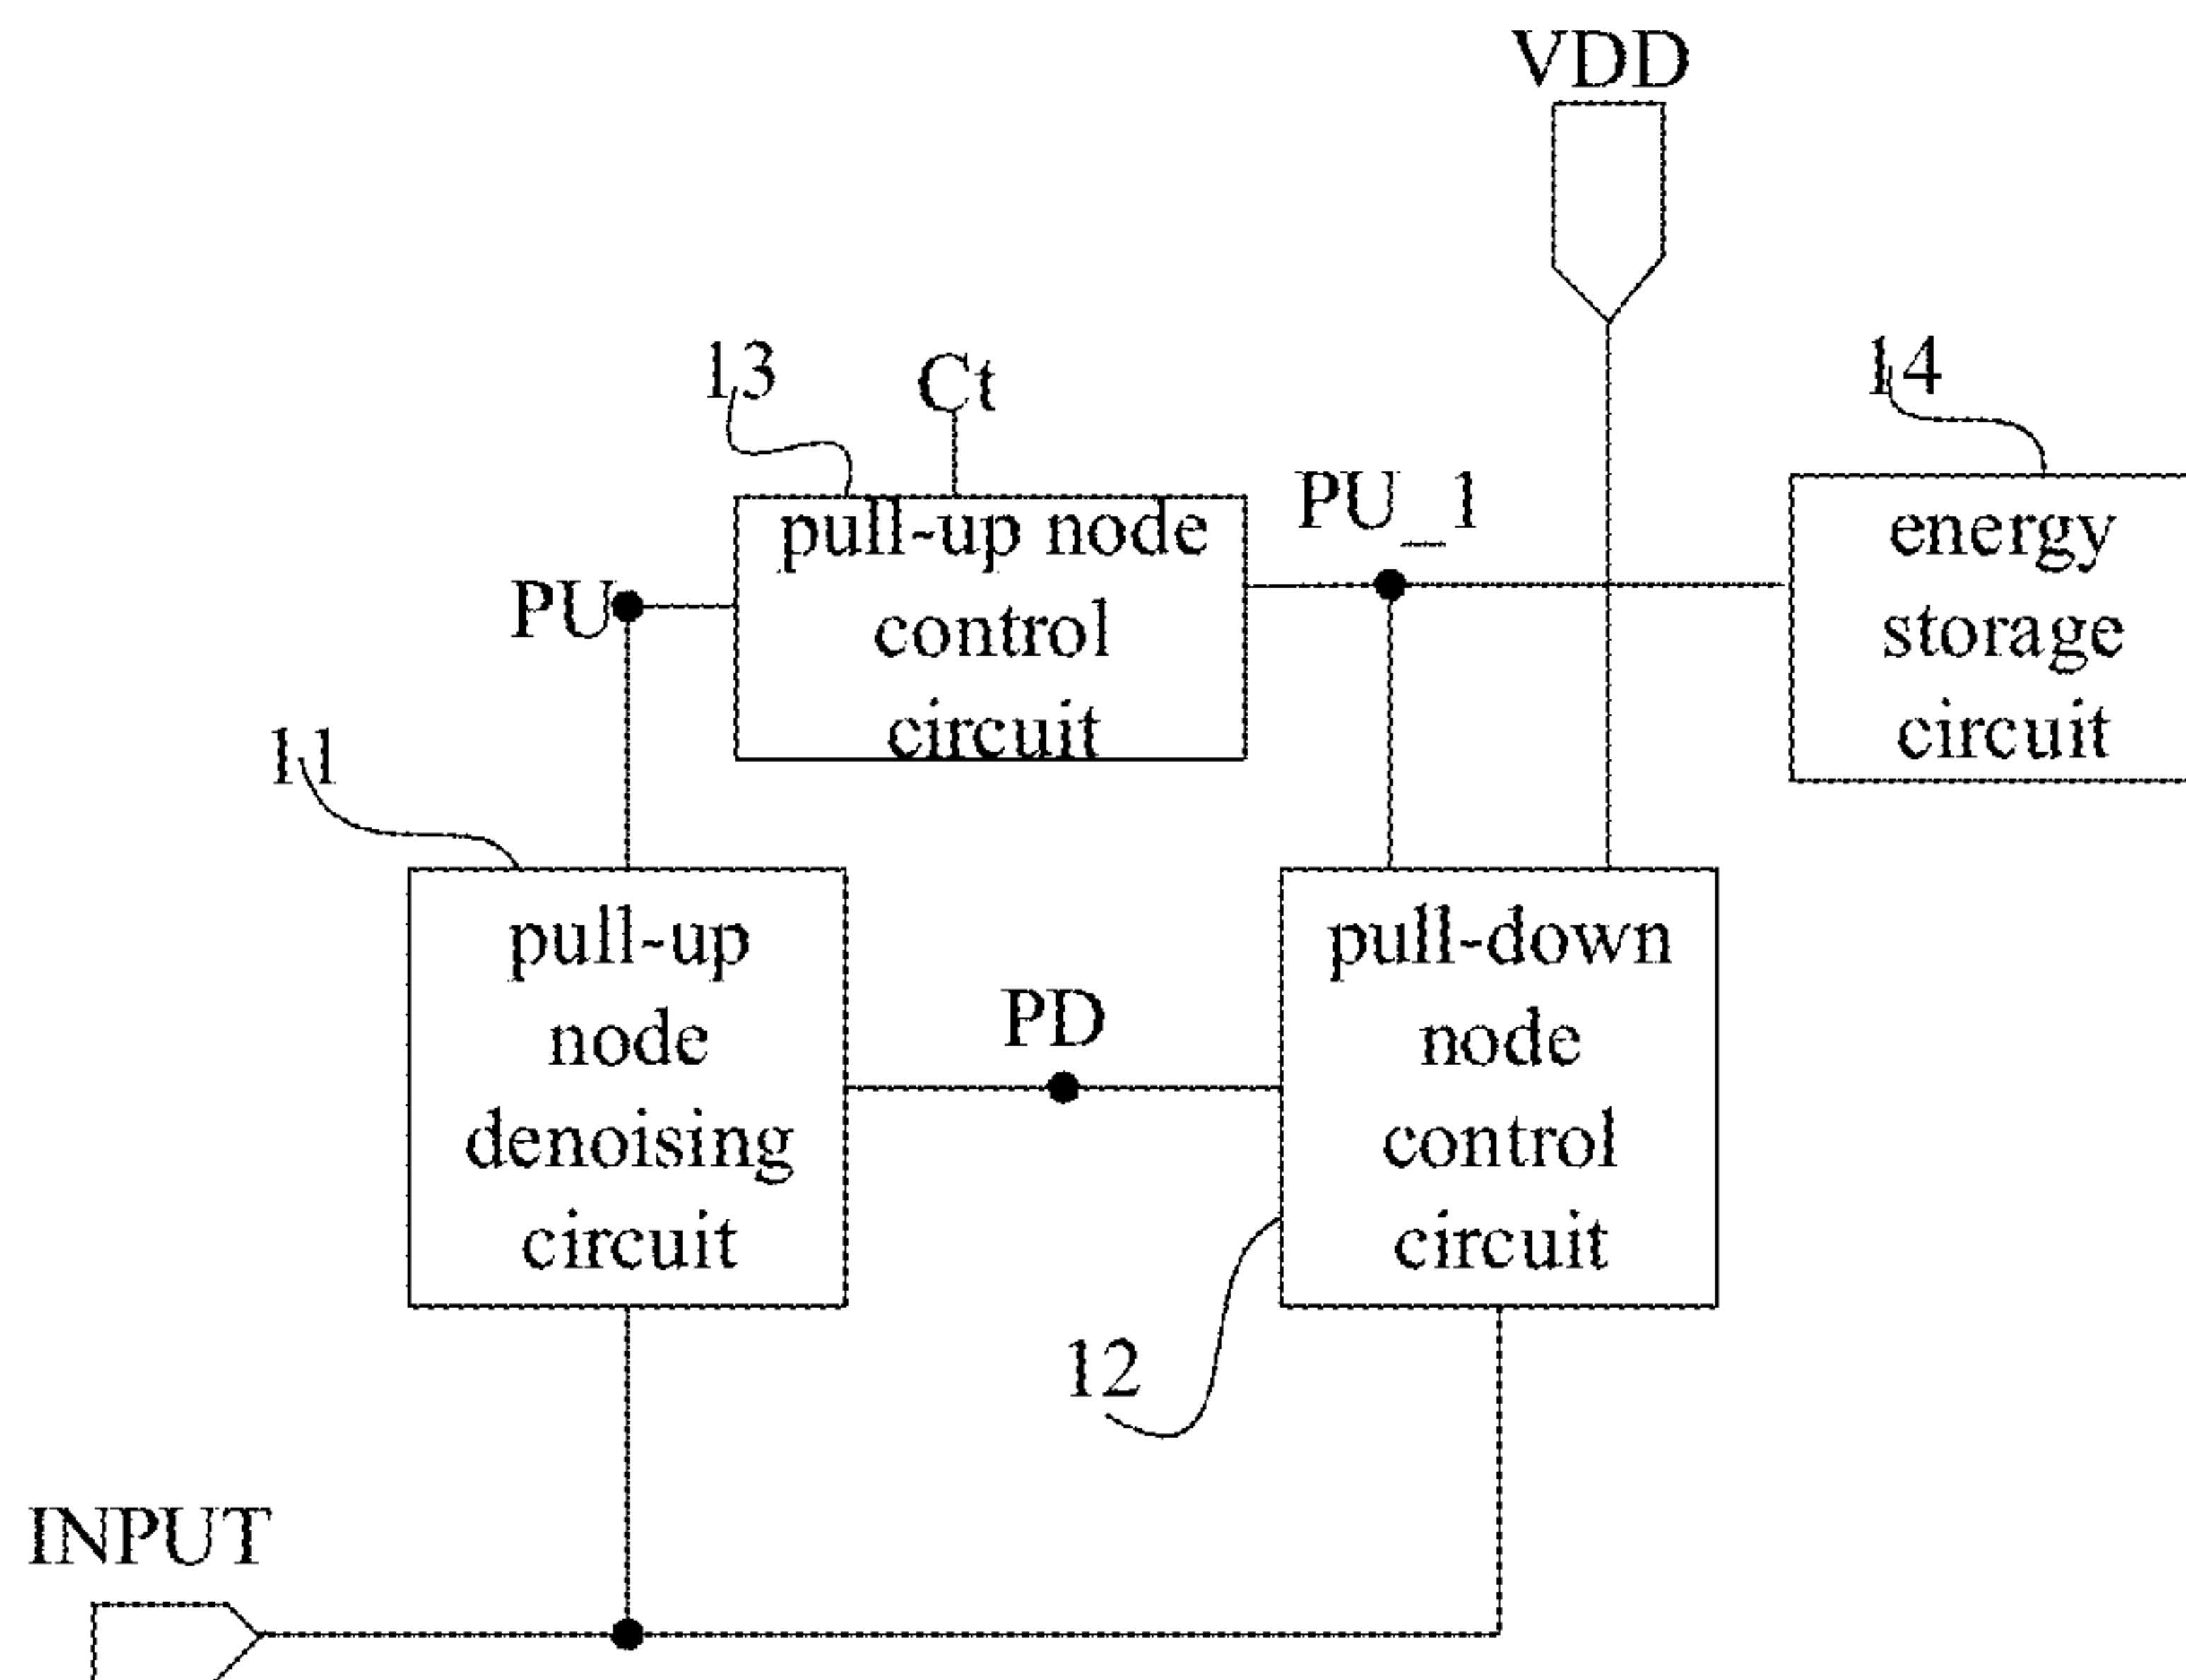 VDD
13
Ct
14
PU_1
pull-up node
control
circuit
energy
storage
circuit
PU
11
pull-up
node
denoising
circuit
PD
pull-down
node
control
circuit
12
INPUT